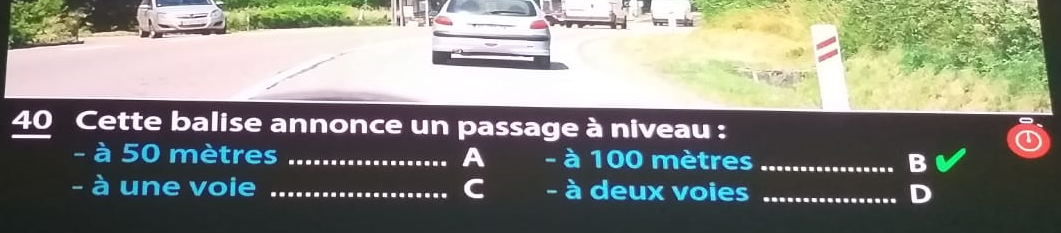 40 Cette balise annonce un passage à niveau :
- à 50 mètres ................... A - à 100 mètres ................ B
- à une voie ......................... C - à deux voies ................ D